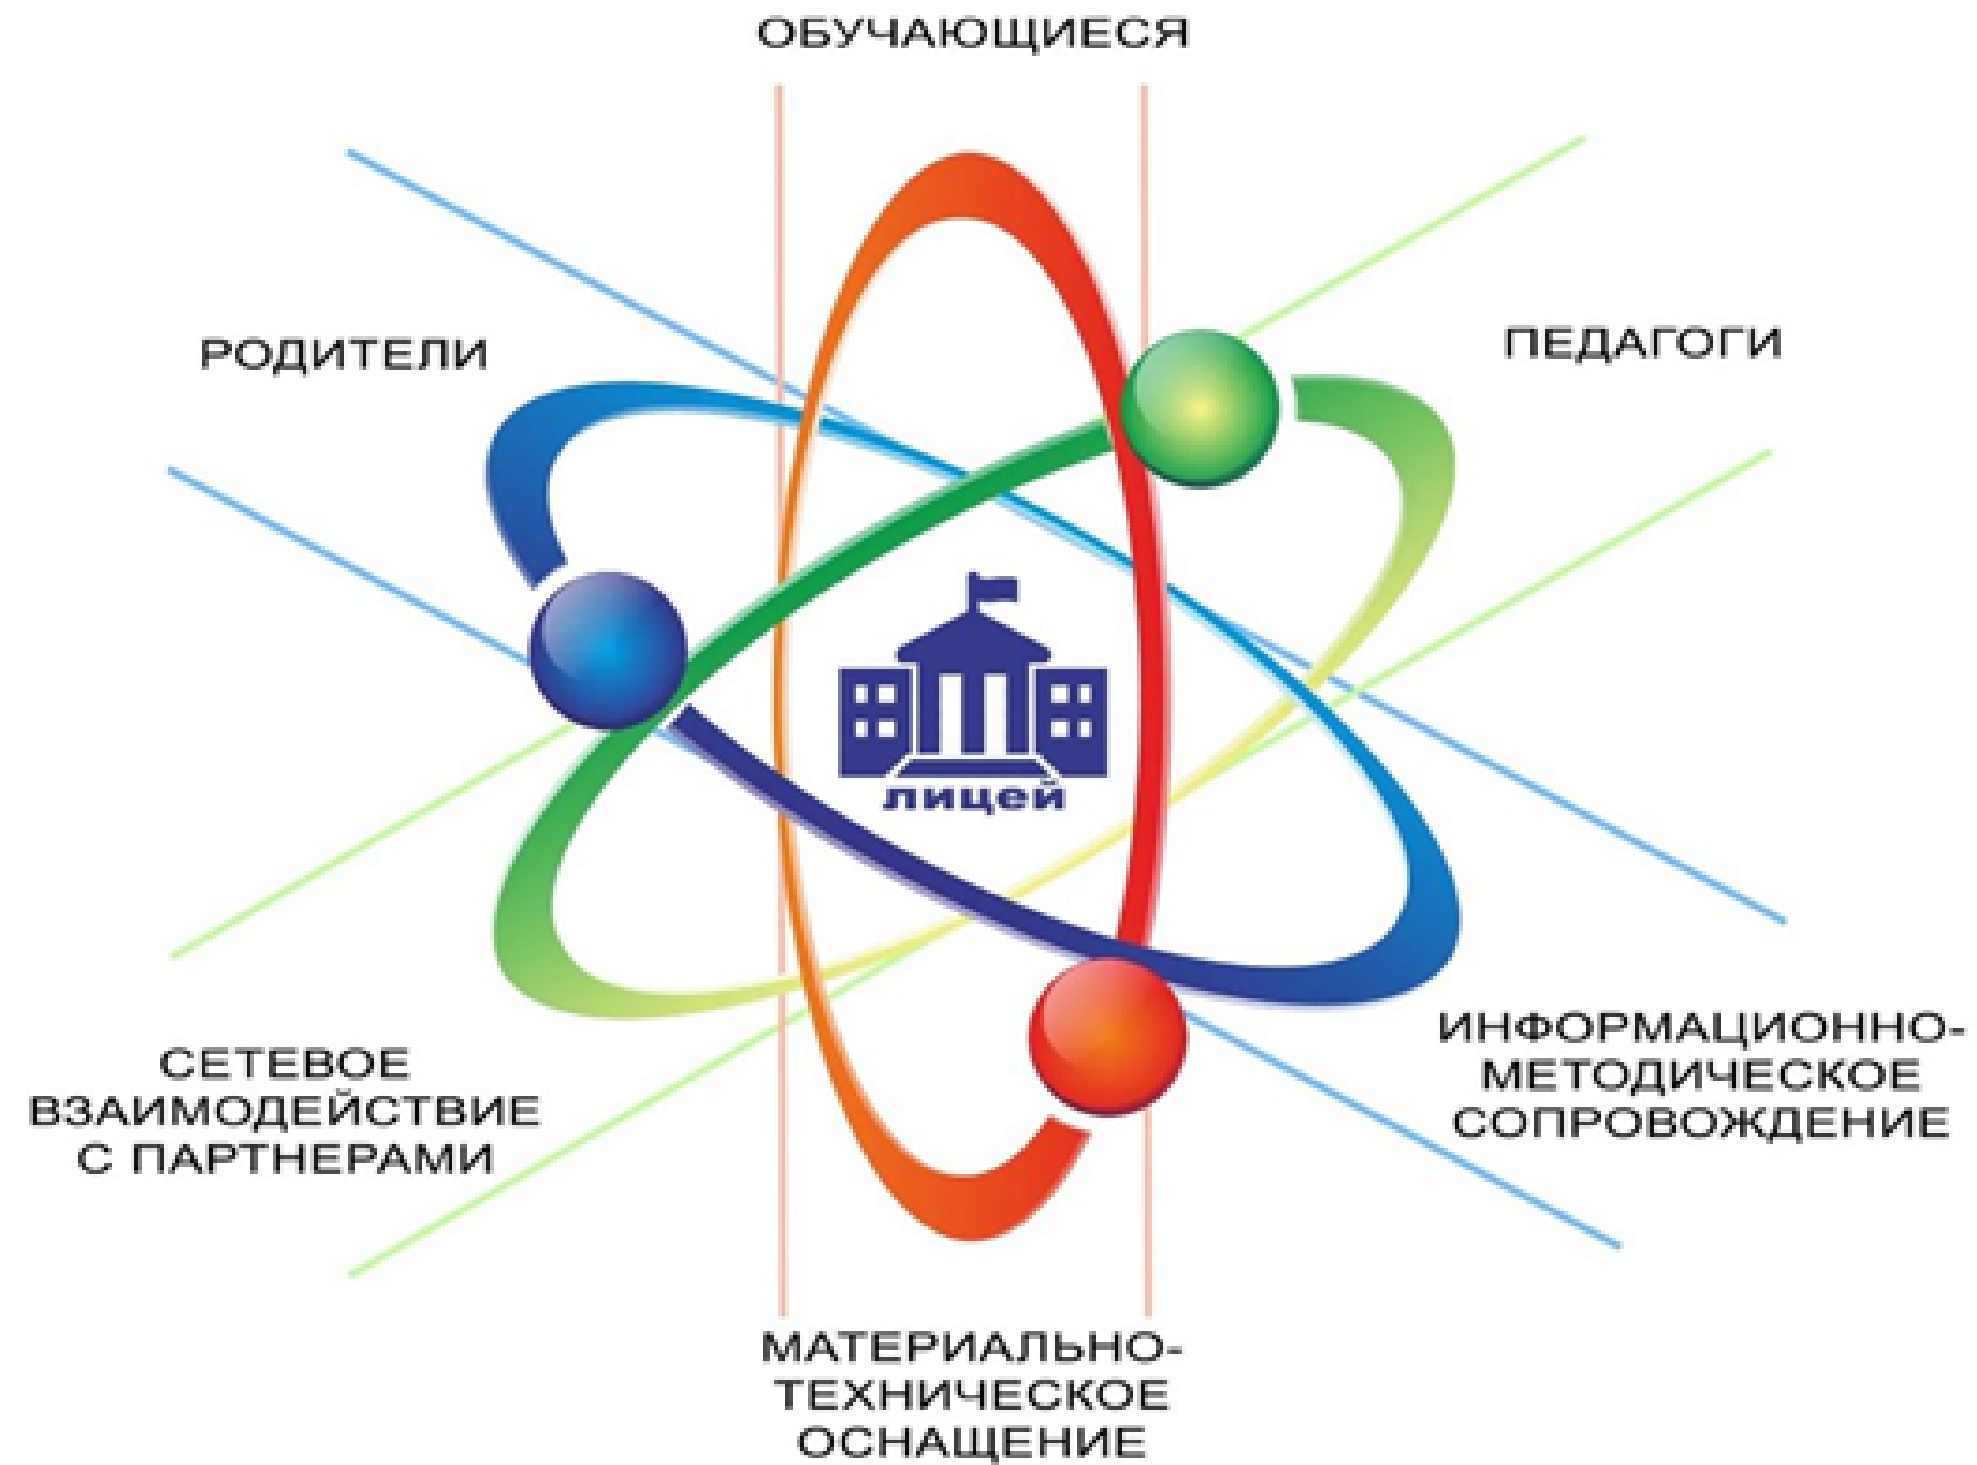 ОБУЧАЮЩИЕСЯ
РОДИТЕЛИ
ПЕДАГОГИ
лицей
СЕТЕВОЕ
ВЗАИМОДЕЙСТВИЕ
С ПАРТНЕРАМИ
ИНФОРМАЦИОННО-
МЕТОДИЧЕСКОЕ
СОПРОВОЖДЕНИЕ
МАТЕРИАЛЬНО-
ТЕХНИЧЕСКОЕ
ОСНАЩЕНИЕ